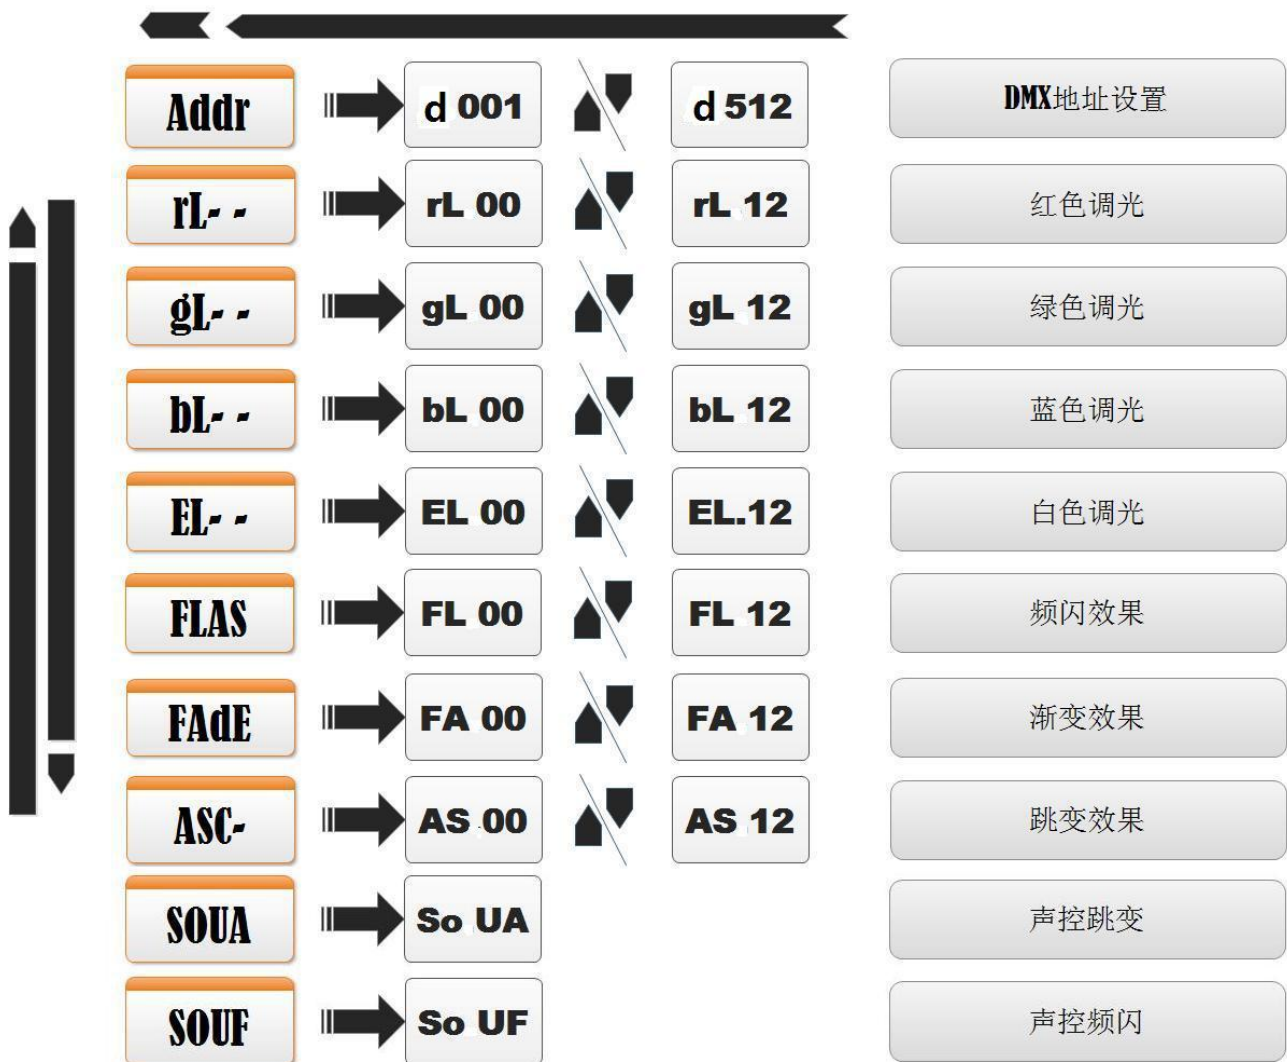 Addr d 001 d 512 DMX地址设置
rL- - rL 00 rL 12 红色调光
gL- - gL 00 gL 12 绿色调光
bL- - bL 00 bL 12 蓝色调光
EL- - EL 00 EL.12 白色调光
FLAS FL 00 FL 12 频闪效果
FAdE FA 00 FA 12 渐变效果
ASC- AS 00 AS 12 跳变效果
SOUA So UA 声控跳变
SOUF So UF 声控频闪